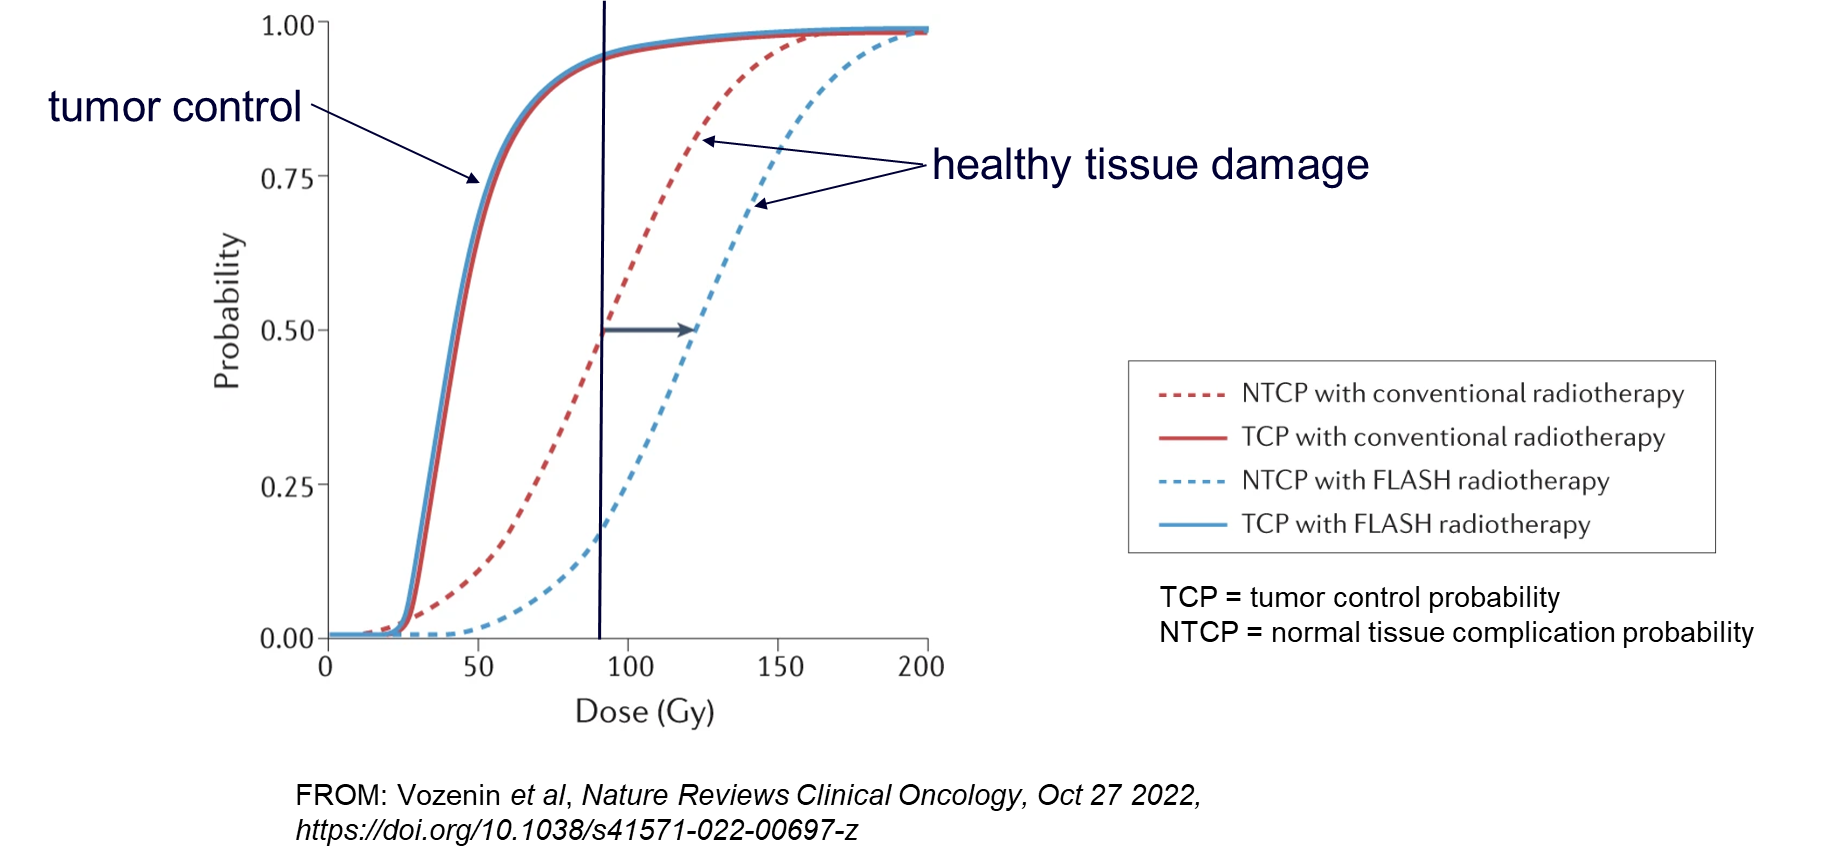 1.00
tumor control
0.75
healthy tissue damage
Probability
0.50
0.25
0.00
0 50 100 150 200
Dose (Gy)
NTCP with conventional radiotherapy
TCP with conventional radiotherapy
NTCP with FLASH radiotherapy
TCP with FLASH radiotherapy
TCP = tumor control probability
NTCP = normal tissue complication probability
FROM: Vozenin et al, Nature Reviews Clinical Oncology, Oct 27 2022,
https://doi.org/10.1038/s41571-022-00697-z